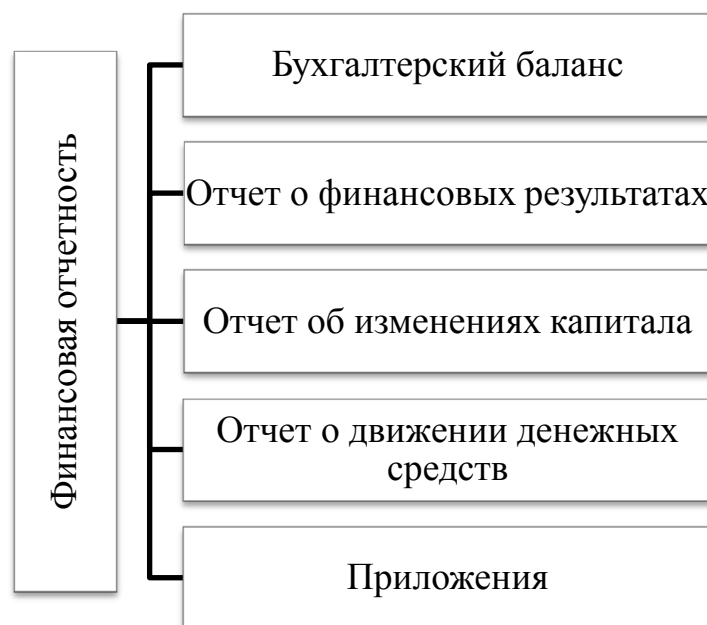 Финансовая отчетность
Бухгалтерский баланс
Отчет о финансовых результатах
Отчет об изменениях капитала
Отчет о движении денежных
средств
Приложения